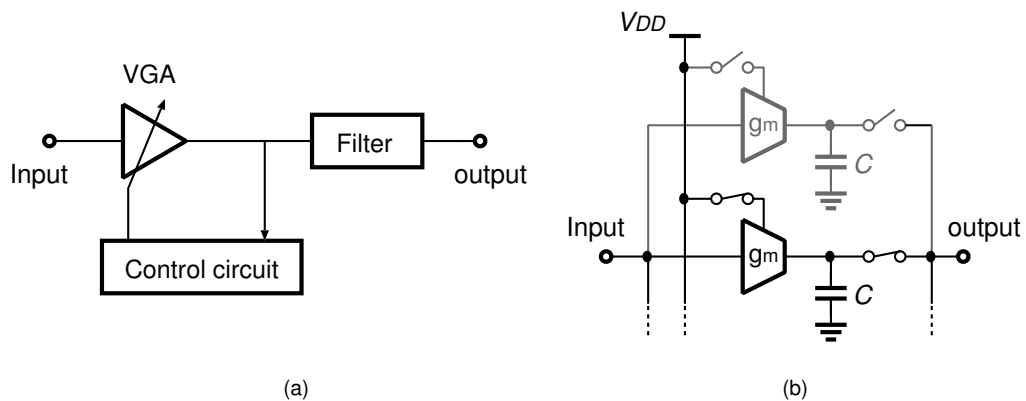 VGA
Input
Filter
output
Control circuit
(a)
VDD
gm
C
Input
gm
output
C
(b)